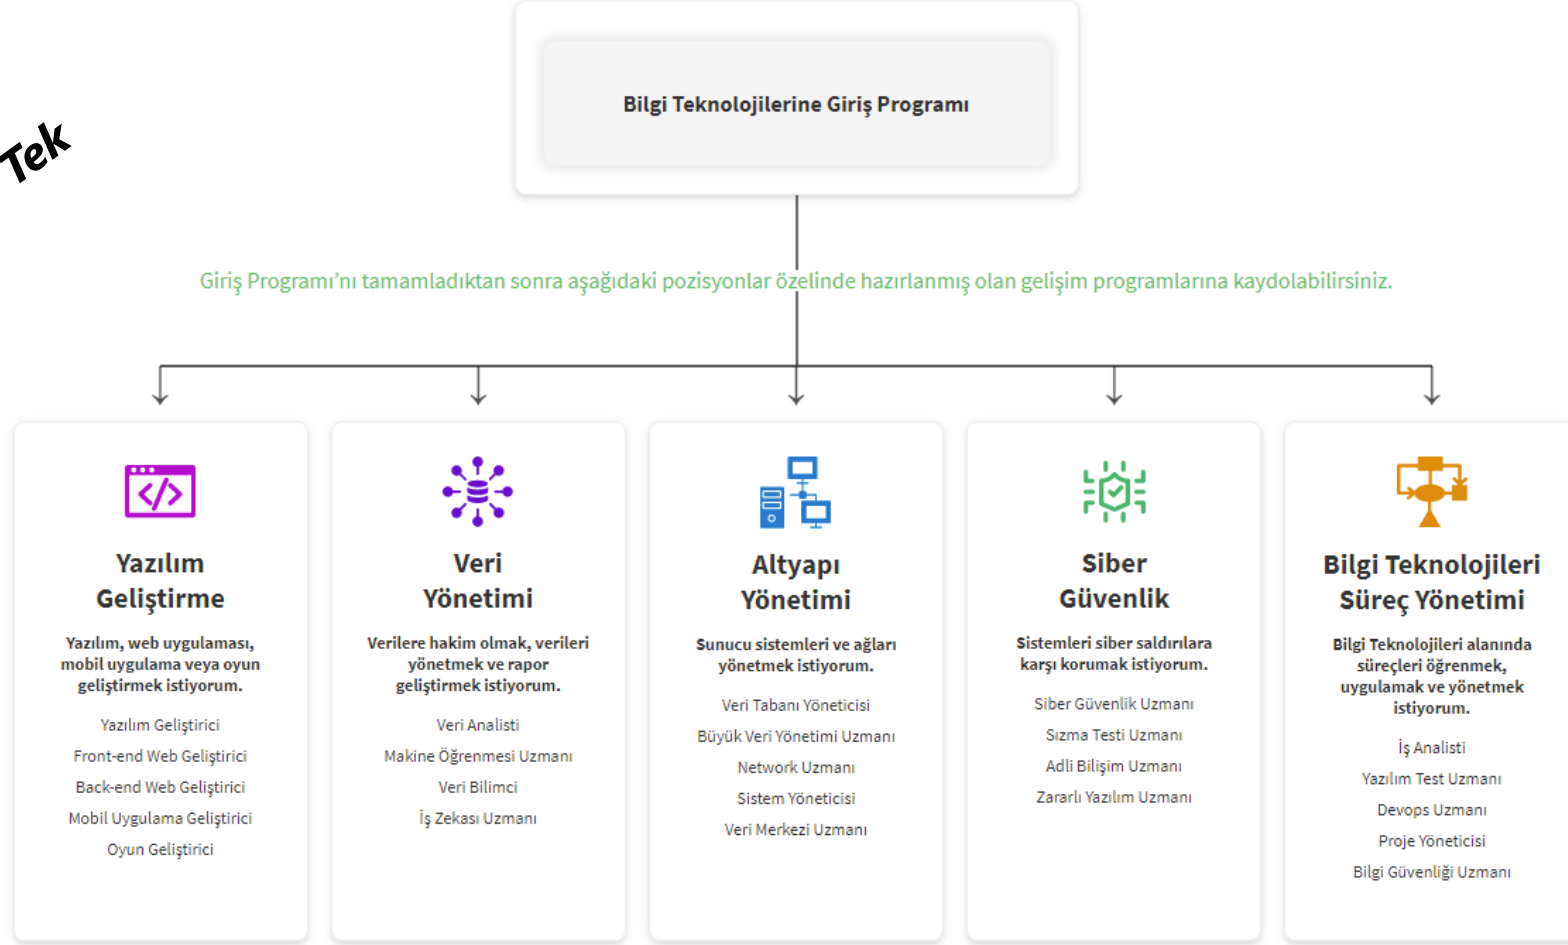 Bilgi Teknolojilerine Giriş Programı
Tek
Giriş Programı’nı tamamladıktan sonra aşağıdaki pozisyonlar özelinde hazırlanmış olan gelişim programlarına kaydolabilirsiniz.
Yazılım
Geliştirme
Yazılım, web uygulaması,
mobil uygulama veya oyun
geliştirmek istiyorum.
Yazılım Geliştirici
Front-end Web Geliştirici
Back-end Web Geliştirici
Mobil Uygulama Geliştirici
Oyun Geliştirici
Veri
Yönetimi
Verilere hakim olmak, verileri
yönetmek ve rapor
geliştirmek istiyorum.
Veri Analisti
Makine Öğrenmesi Uzmanı
Veri Bilimci
İş Zekası Uzmanı
Altyapı
Yönetimi
Sunucu sistemleri ve ağları
yönetmek istiyorum.
Veri Tabanı Yöneticisi
Büyük Veri Yönetimi Uzmanı
Network Uzmanı
Sistem Yöneticisi
Veri Merkezi Uzmanı
Siber
Güvenlik
Sistemleri siber saldırılara
karşı korumak istiyorum.
Siber Güvenlik Uzmanı
Sızma Testi Uzmanı
Adli Bilişim Uzmanı
Zararlı Yazılım Uzmanı
Bilgi Teknolojileri
Süreç Yönetimi
Bilgi Teknolojileri alanında
süreçleri öğrenmek,
uygulamak ve yönetmek
istiyorum.
İş Analisti
Yazılım Test Uzmanı
Devops Uzmanı
Proje Yöneticisi
Bilgi Güvenliği Uzmanı